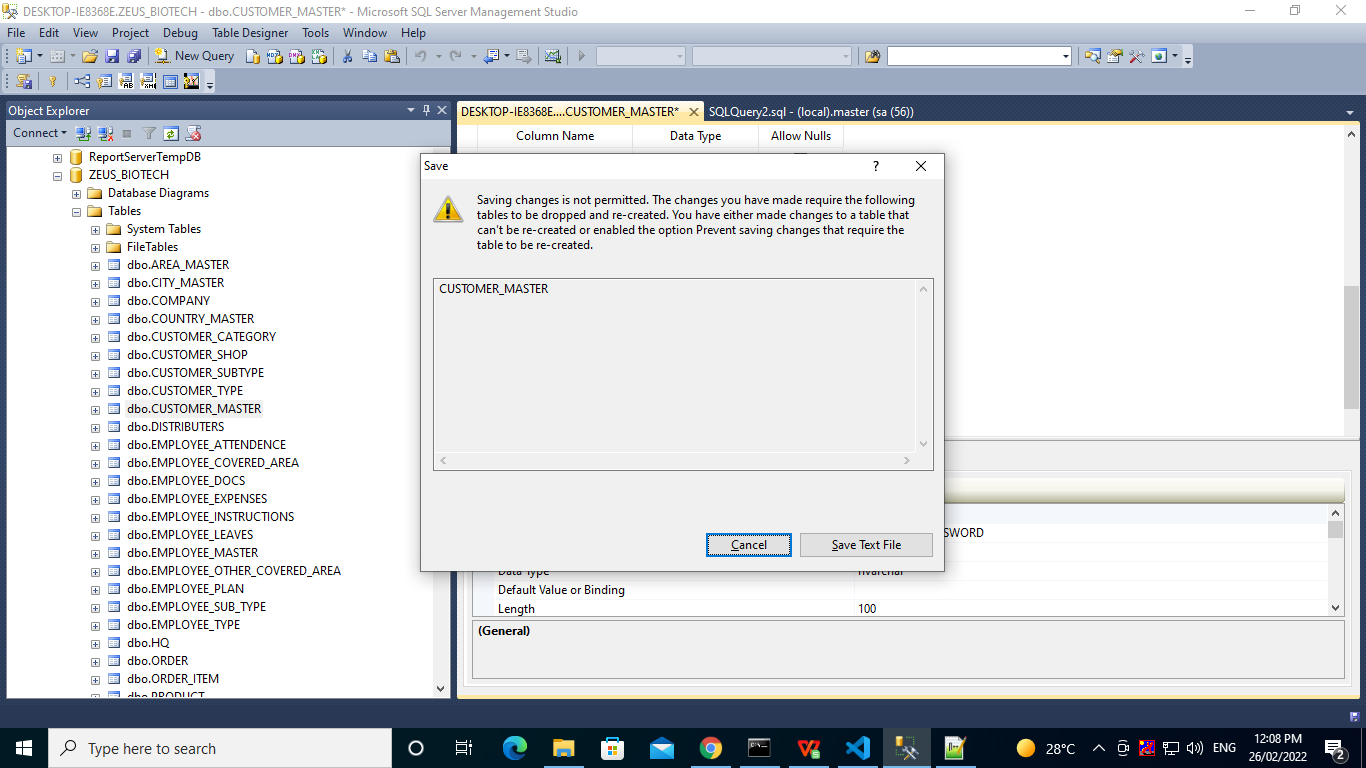 DESKTOP-IE8368E.ZEUS_BIOTECH - dbo.CUSTOMER_MASTER* - Microsoft SQL Server Management Studio
File Edit View Project Debug Table Designer Tools Window Help
New Query
Object Explorer
Connect
ReportServerTempDB
ZEUS_BIOTECH
Database Diagrams
Tables
System Tables
FileTables
dbo.AREA_MASTER
dbo.CITY_MASTER
dbo.COMPANY
dbo.COUNTRY_MASTER
dbo.CUSTOMER_CATEGORY
dbo.CUSTOMER_SHOP
dbo.CUSTOMER_SUBTYPE
dbo.CUSTOMER_TYPE
dbo.CUSTOMER_MASTER
dbo.DISTRIBUTERS
dbo.EMPLOYEE_ATTENDENCE
dbo.EMPLOYEE_COVERED_AREA
dbo.EMPLOYEE_DOCS
dbo.EMPLOYEE_EXPENSES
dbo.EMPLOYEE_INSTRUCTIONS
dbo.EMPLOYEE_LEAVES
dbo.EMPLOYEE_MASTER
dbo.EMPLOYEE_OTHER_COVERED_AREA
dbo.EMPLOYEE_PLAN
dbo.EMPLOYEE_SUB_TYPE
dbo.EMPLOYEE_TYPE
dbo.HQ
dbo.ORDER
dbo.ORDER_ITEM
dbo.PRODUCT
DESKTOP-IE8368E....CUSTOMER_MASTER* SQLQuery2.sql - (local).master (sa (56))
Column Name Data Type Allow Nulls
Save ?
Saving changes is not permitted. The changes you have made require the following
tables to be dropped and re-created. You have either made changes to a table that
can't be re-created or enabled the option Prevent saving changes that require the
table to be re-created.
CUSTOMER_MASTER
Cancel Save Text File
SWORD
Data Type nvarchar
Default Value or Binding
Length 100
(General)
Type here to search
28°C ENG 12:08 PM
26/02/2022 2